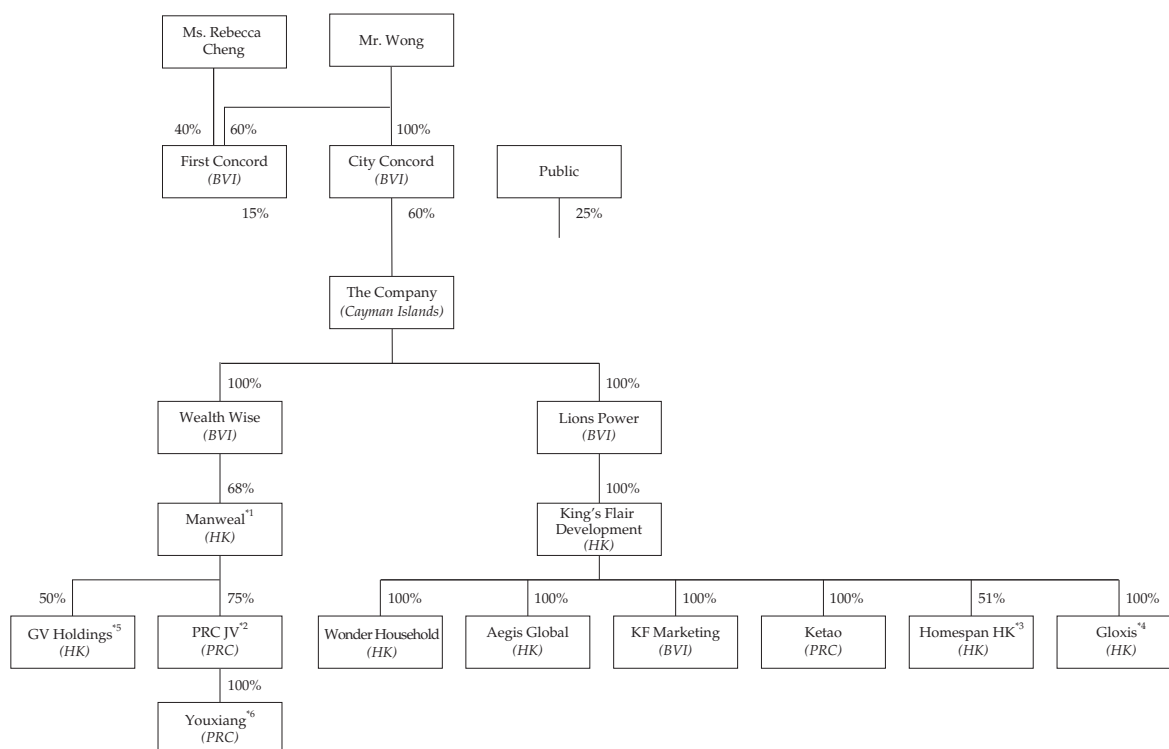 Ms. Rebecca
Cheng
Mr. Wong
40%
60%
100%
First Concord
(BVI)
City Concord
(BVI)
Public
15%
60%
25%
The Company
(Cayman Islands)
100%
100%
Wealth Wise
(BVI)
Lions Power
(BVI)
68%
100%
Manweal*1
(HK)
King's Flair
Development
(HK)
50%
75%
100%
100%
100%
100%
51%
100%
GV Holdings*5
(HK)
PRC JV*2
(PRC)
Wonder Household
(HK)
Aegis Global
(HK)
KF Marketing
(BVI)
Ketao
(PRC)
Homespan HK*3
(HK)
Gloxis*4
(HK)
100%
Youxiang*6
(PRC)